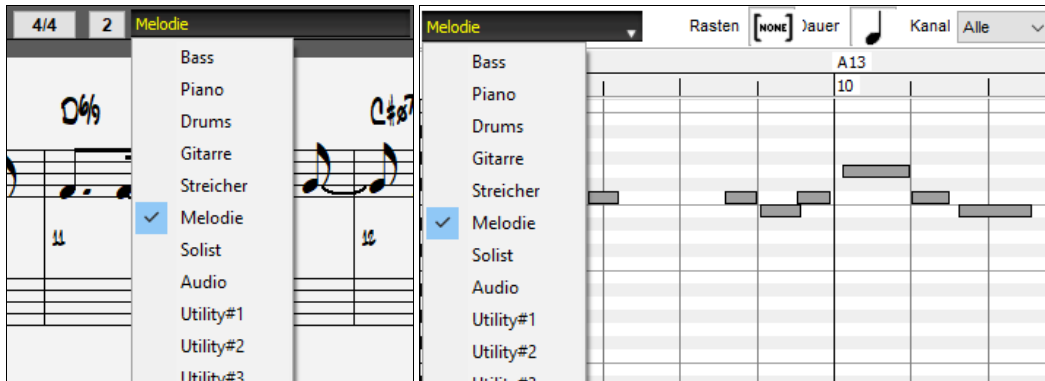 4/4 2 Melodie
Bass
Piano
D6/9
C#ø7
Drums
Gitarre
Streicher
Melodie
11
12
Solist
Audio
Utility#1
Utility#2
Utility#3
Melodie Rasten [NONE] Dauer Kanal Alle
Bass
A13
Piano
10
Drums
Gitarre
Streicher
Melodie
Solist
Audio
Utility#1
Utility#2